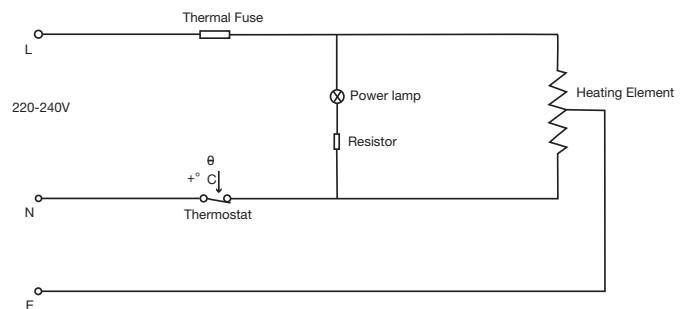 Thermal Fuse
L
Power lamp
Heating Element
220-240V
Resistor
θ
+° C
Thermostat
N
E